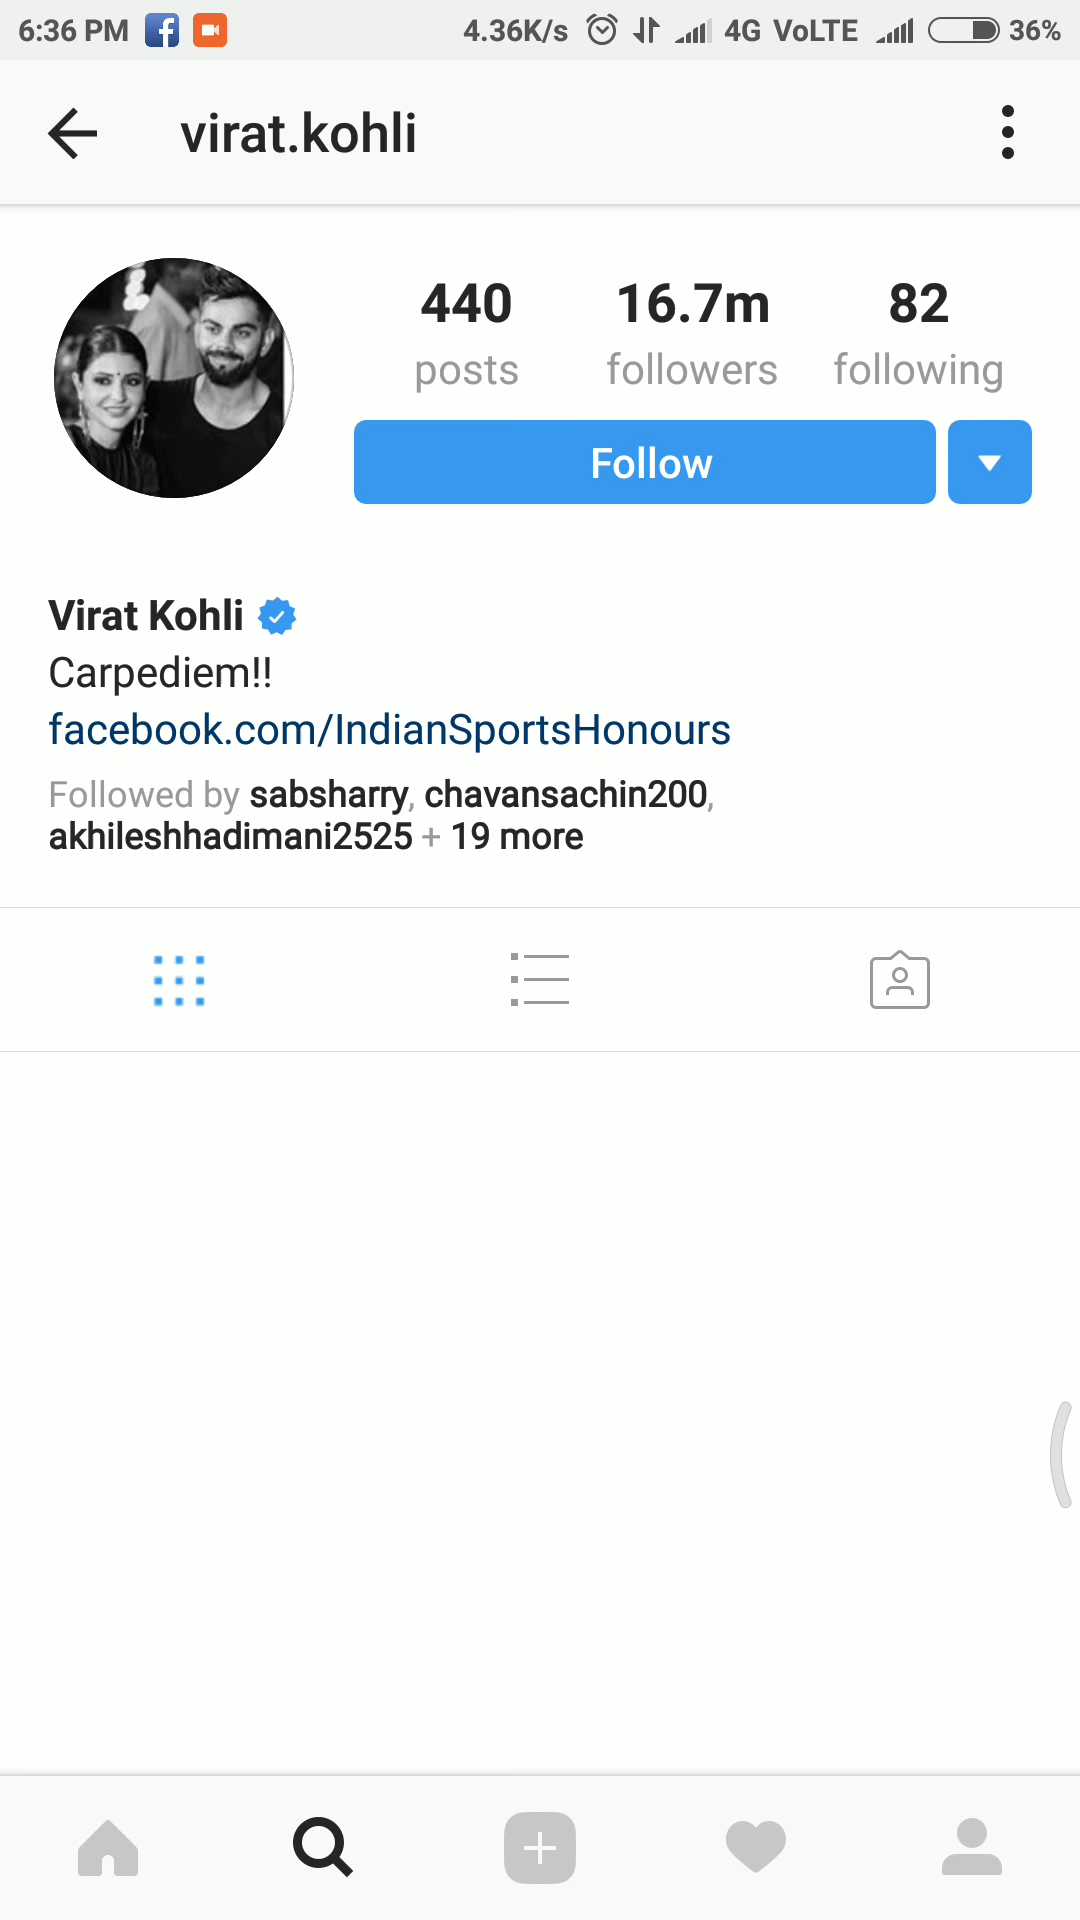 6:36 PM 4.36K/s 4G VoLTE 36%
virat.kohli
440 16.7m 82
posts followers following
Follow
Virat Kohli
Carpediem!!
facebook.com/IndianSportsHonours
Followed by sabsharry, chavansachin200,
akhileshhadimani2525 + 19 more